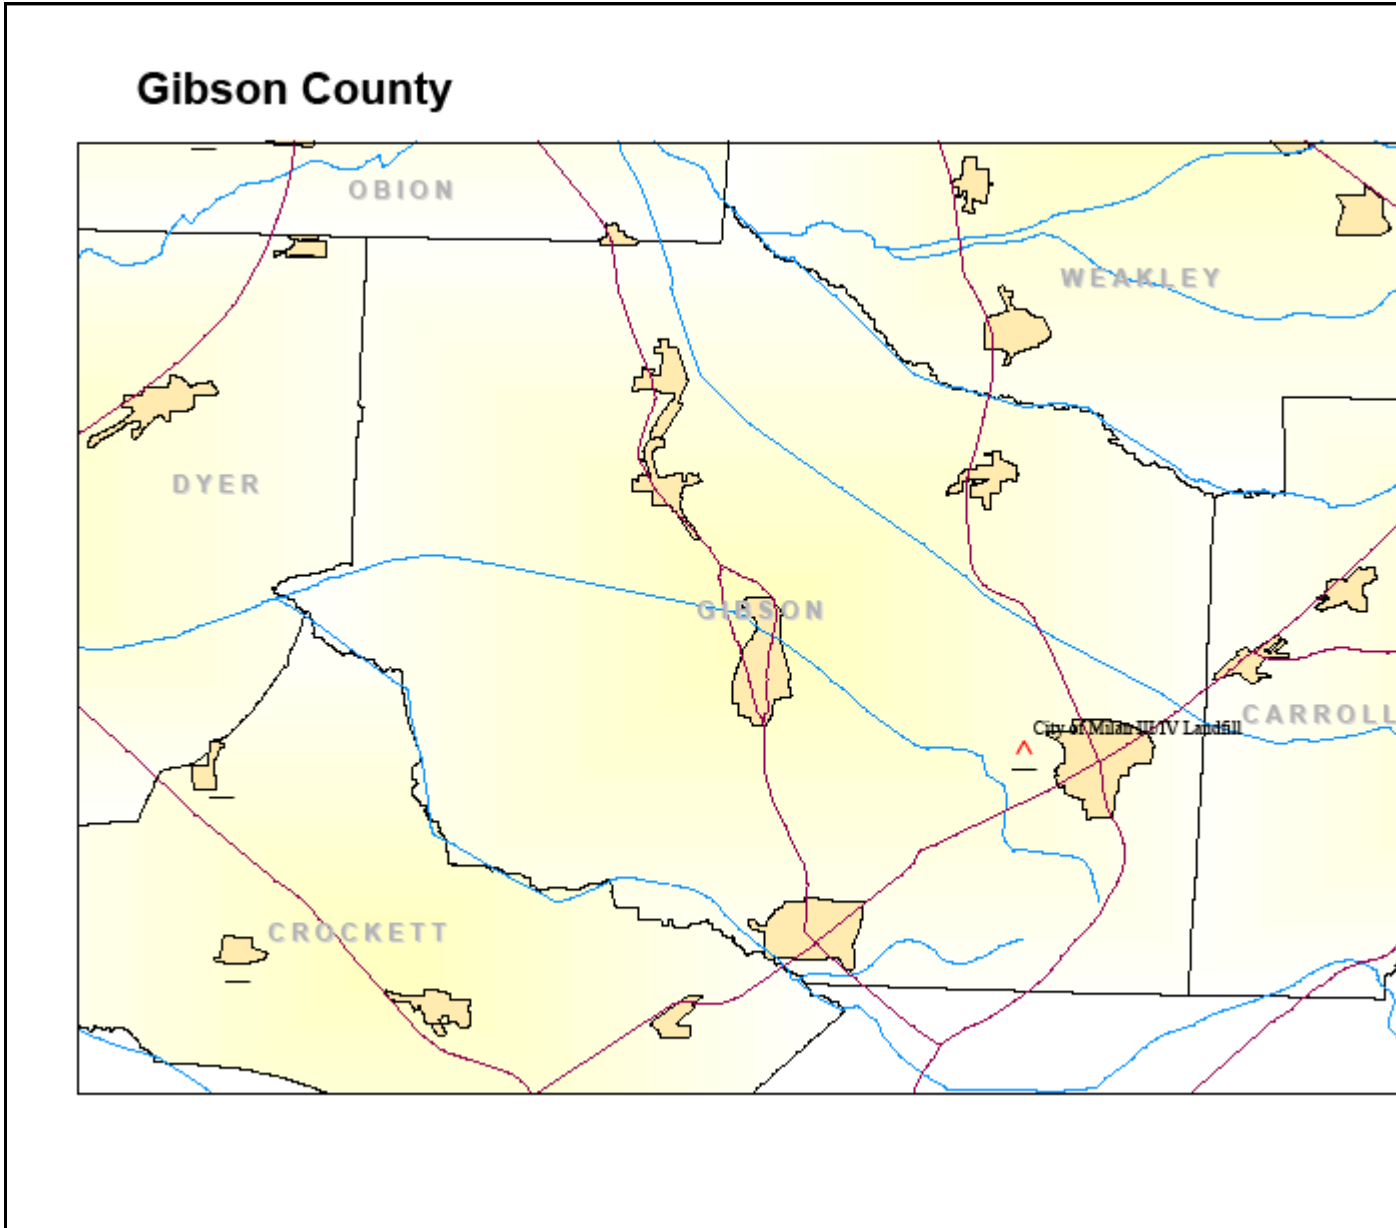 Gibson County
OBION
WEAKLEY
DYER
GIBSON
CARROLL
City of Milan III/IV Landfill
CROCKETT